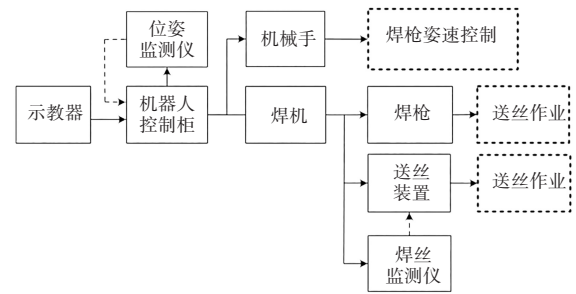 位姿
监测仪
机械手
焊枪姿速控制
示教器
机器人
控制柜
焊机
焊枪
送丝作业
送丝
装置
送丝作业
焊丝
监测仪